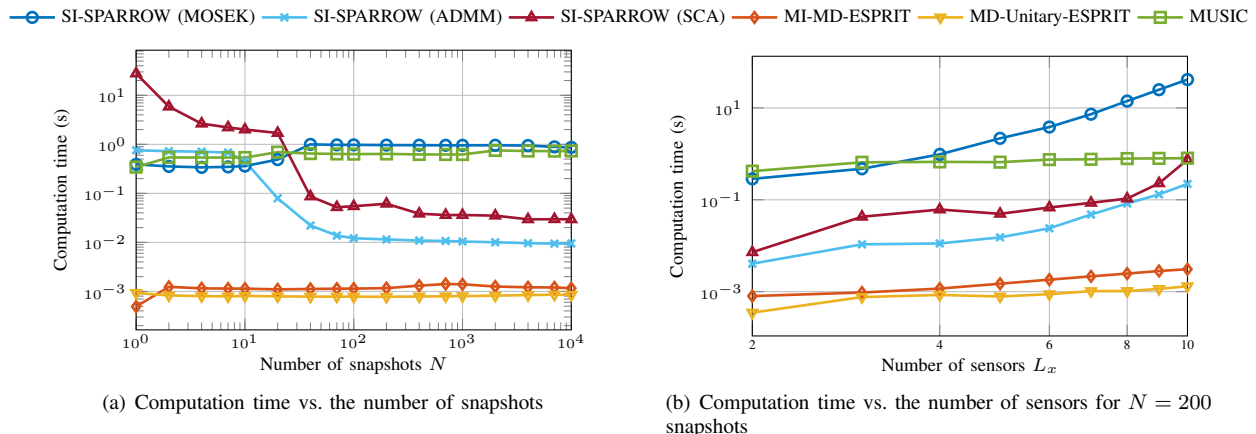 SI-SPARROW (MOSEK) SI-SPARROW (ADMM) SI-SPARROW (SCA) MI-MD-ESPRIT MD-Unitary-ESPRIT MUSIC
10^1
10^0
10^−1
10^−2
10^−3
Computation time (s)
10^0 10^1 10^2 10^3 10^4
Number of snapshots N
(a) Computation time vs. the number of snapshots
10^1
10^−1
10^−3
Computation time (s)
2 4 6 8 10
Number of sensors L_x
(b) Computation time vs. the number of sensors for N = 200
snapshots